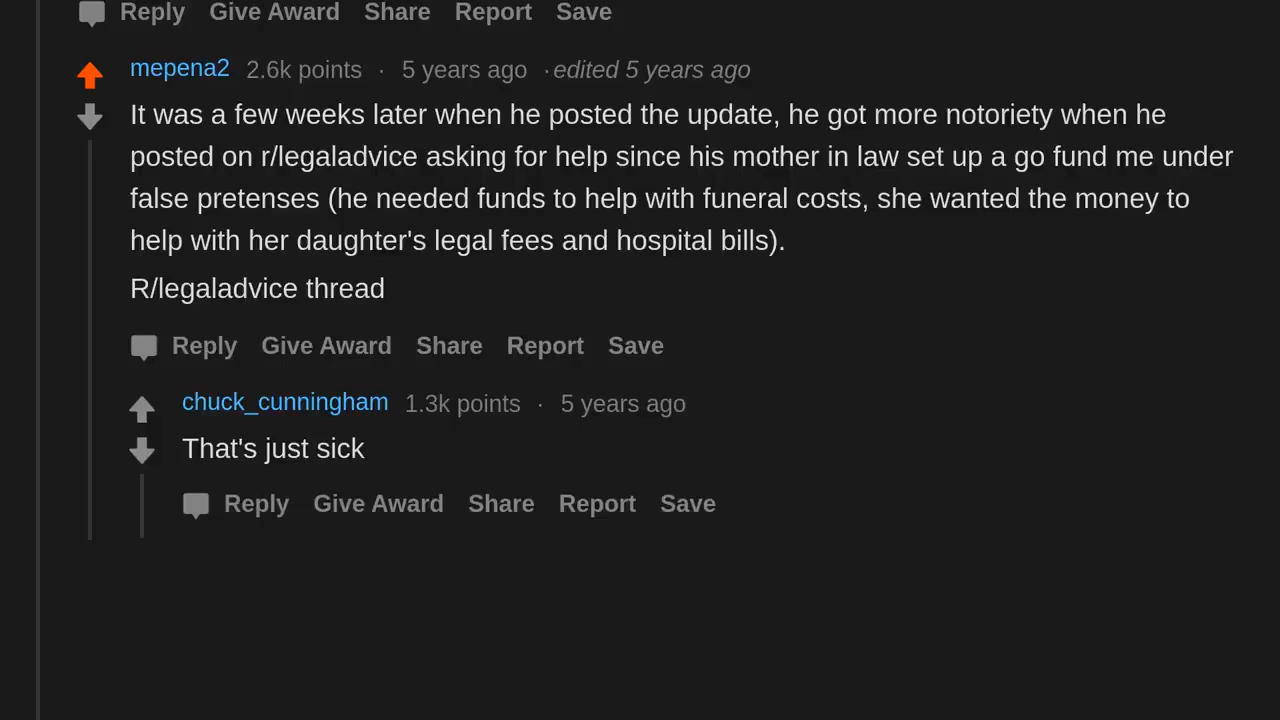 Reply Give Award Share Report Save
mepena2 2.6k points · 5 years ago · edited 5 years ago
It was a few weeks later when he posted the update, he got more notoriety when he
posted on r/legaladvice asking for help since his mother in law set up a go fund me under
false pretenses (he needed funds to help with funeral costs, she wanted the money to
help with her daughter's legal fees and hospital bills).
R/legaladvice thread
Reply Give Award Share Report Save
chuck_cunningham 1.3k points · 5 years ago
That's just sick
Reply Give Award Share Report Save